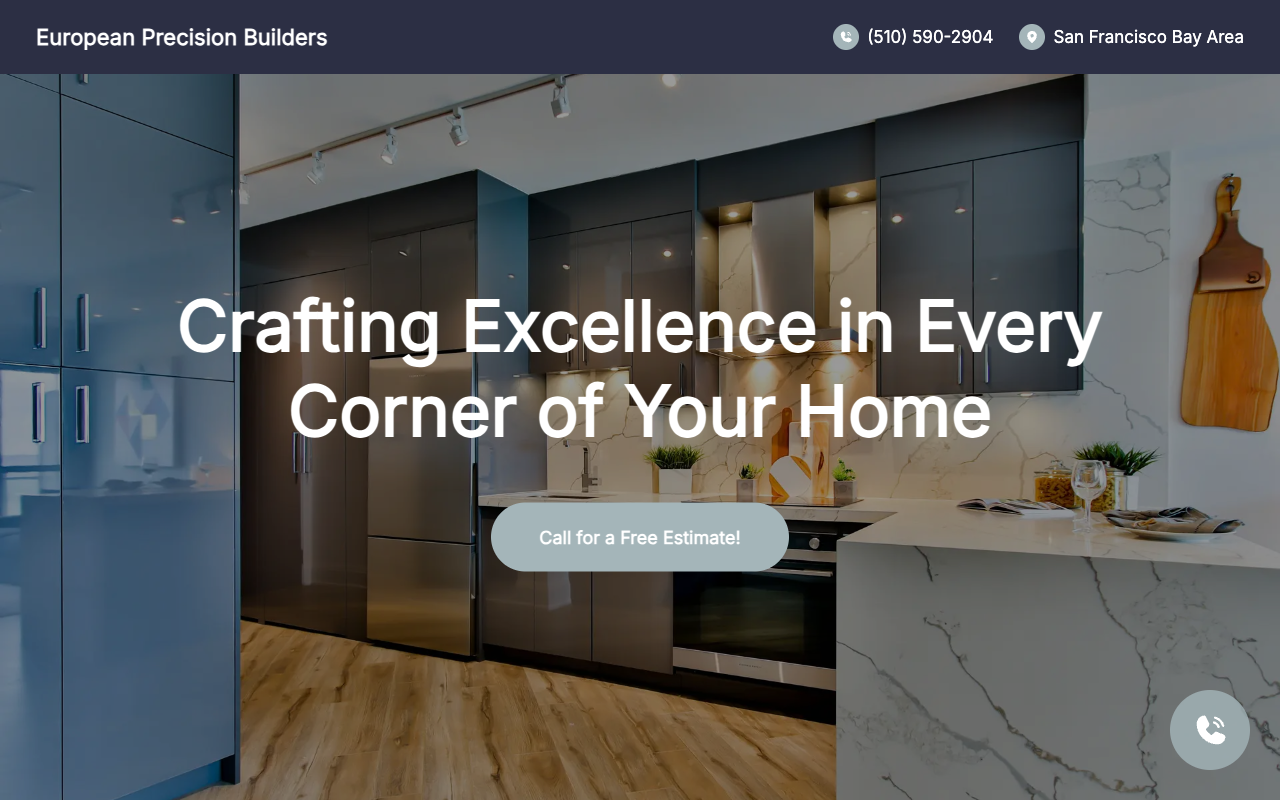 European Precision Builders
(510) 590-2904
San Francisco Bay Area
Crafting Excellence in Every
Corner of Your Home
Call for a Free Estimate!